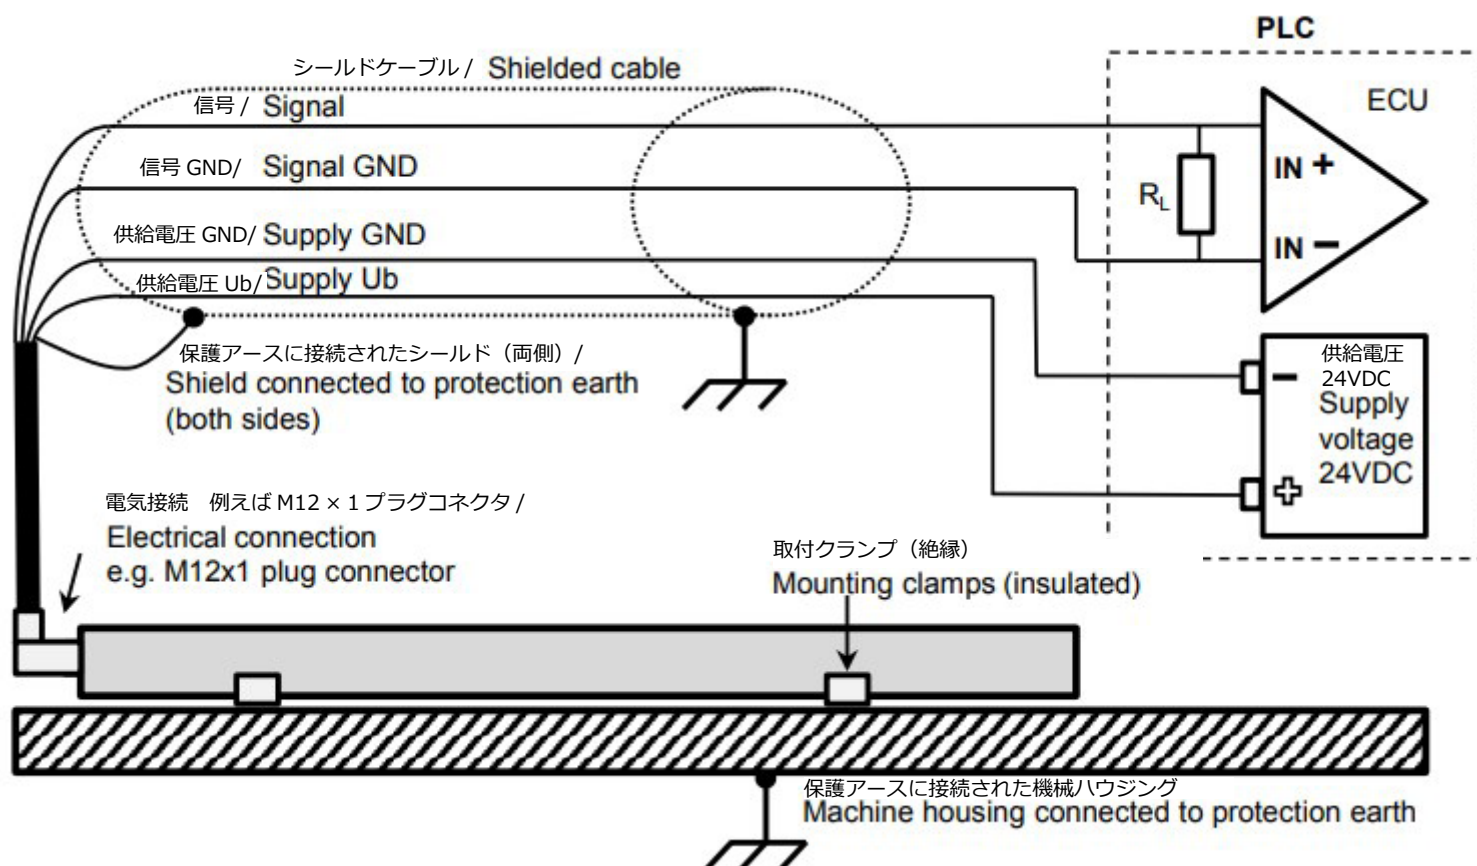 PLC
シールドケーブル / Shielded cable
信号 / Signal
ECU
信号 GND/ Signal GND
IN +
RL
供給電圧 GND/ Supply GND
IN −
供給電圧 Ub/ Supply Ub
保護アースに接続されたシールド（両側）/
Shield connected to protection earth
(both sides)
供給電圧
24VDC
Supply
voltage
24VDC
−
+
電気接続　例えば M12 × 1 プラグコネクタ /
Electrical connection
e.g. M12x1 plug connector
取付クランプ（絶縁）
Mounting clamps (insulated)
保護アースに接続された機械ハウジング
Machine housing connected to protection earth